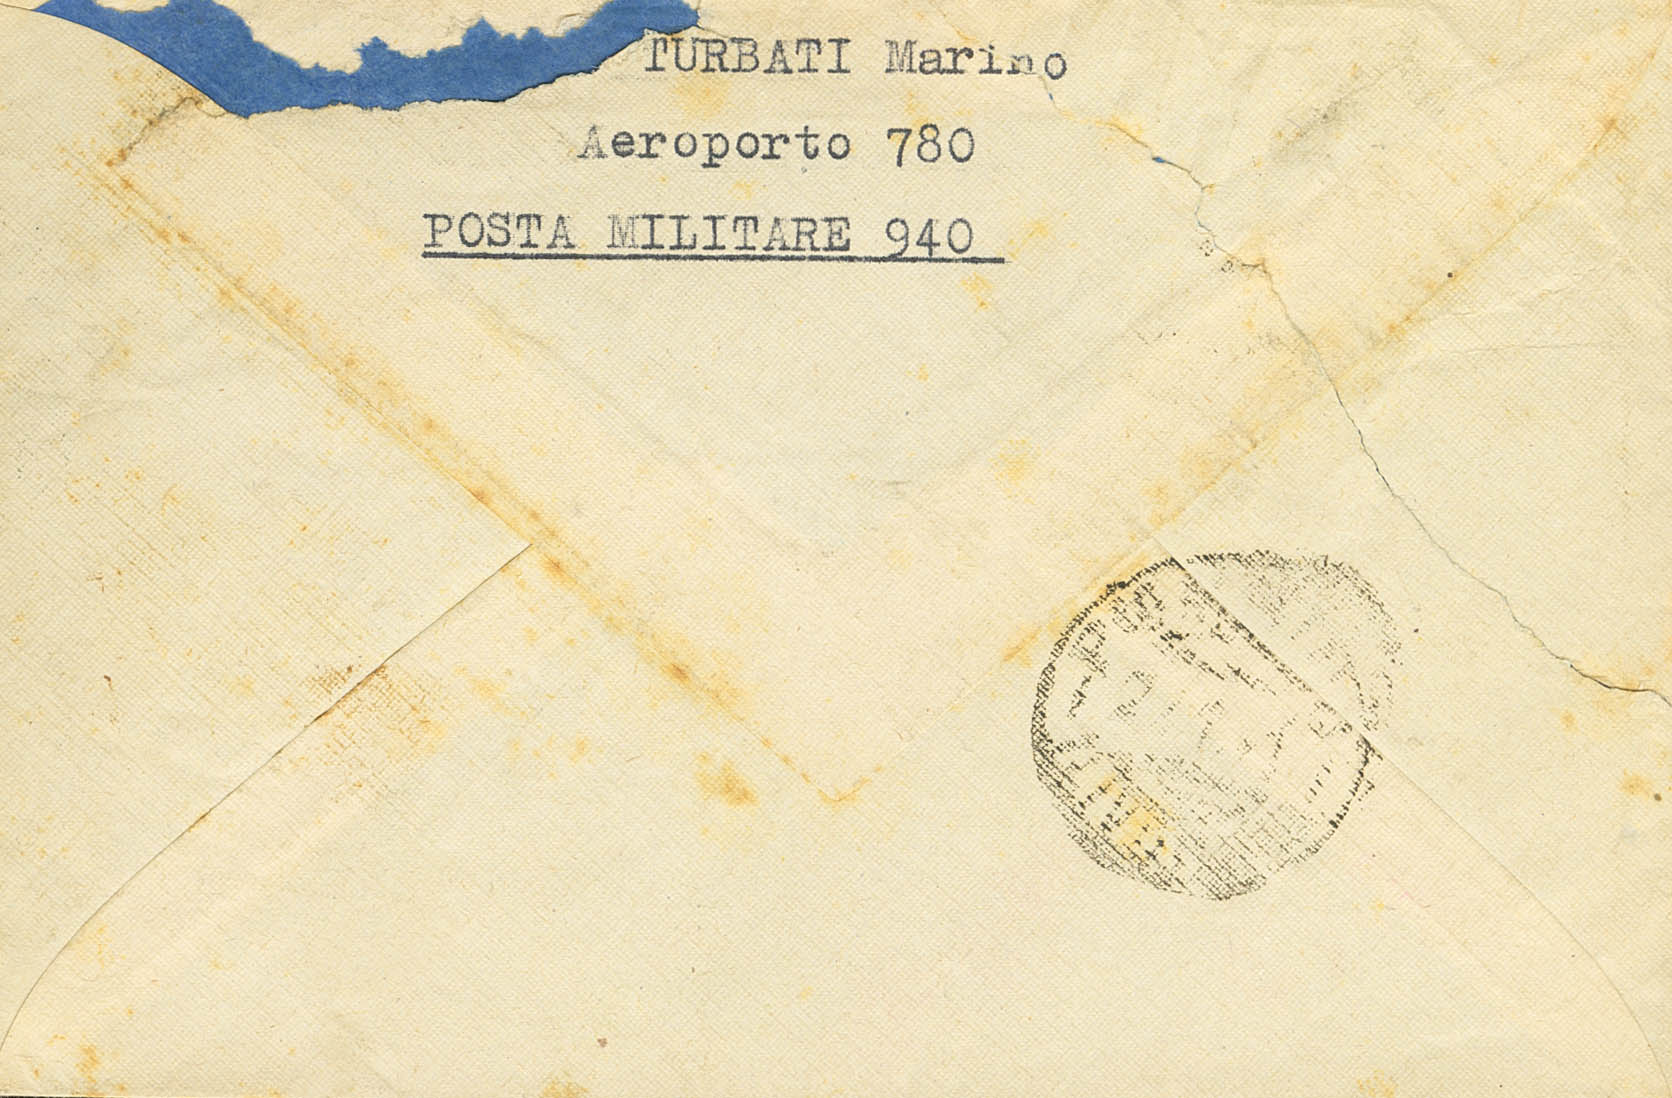 TURBATI Marino
Aeroporto 780
POSTA MILITARE 940